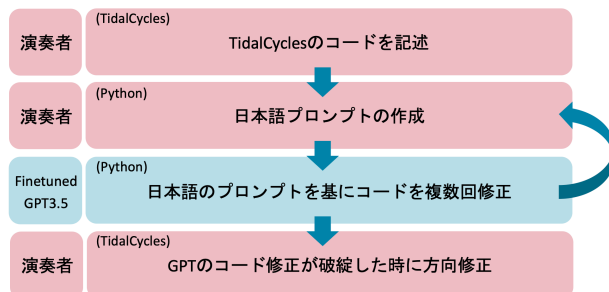 (TidalCycles)
演奏者
TidalCyclesのコードを記述
(Python)
演奏者
日本語プロンプトの作成
(Python)
Finetuned
GPT3.5
日本語のプロンプトを基にコードを複数回修正
(TidalCycles)
演奏者
GPTのコード修正が破綻した時に方向修正